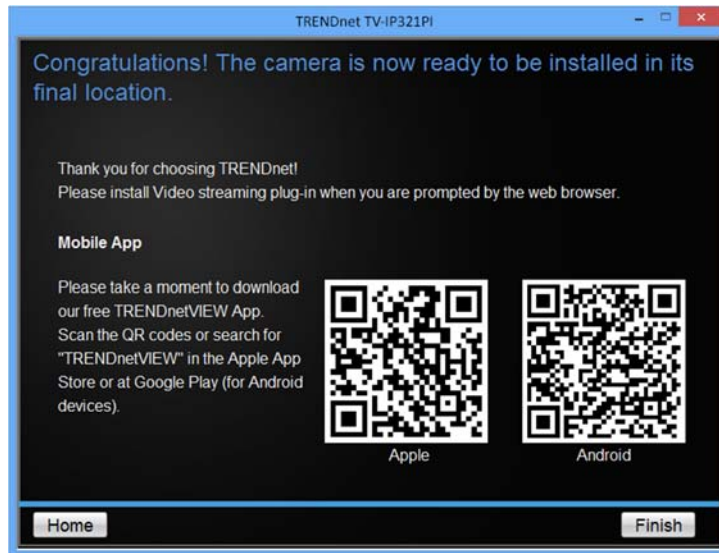 TRENDnet TV-IP321PI
Congratulations! The camera is now ready to be installed in its
final location.
Thank you for choosing TRENDnet!
Please install Video streaming plug-in when you are prompted by the web browser.
Mobile App
Please take a moment to download
our free TRENDnetVIEW App.
Scan the QR codes or search for
"TRENDnetVIEW" in the Apple App
Store or at Google Play (for Android
devices).
Apple
Android
Home
Finish